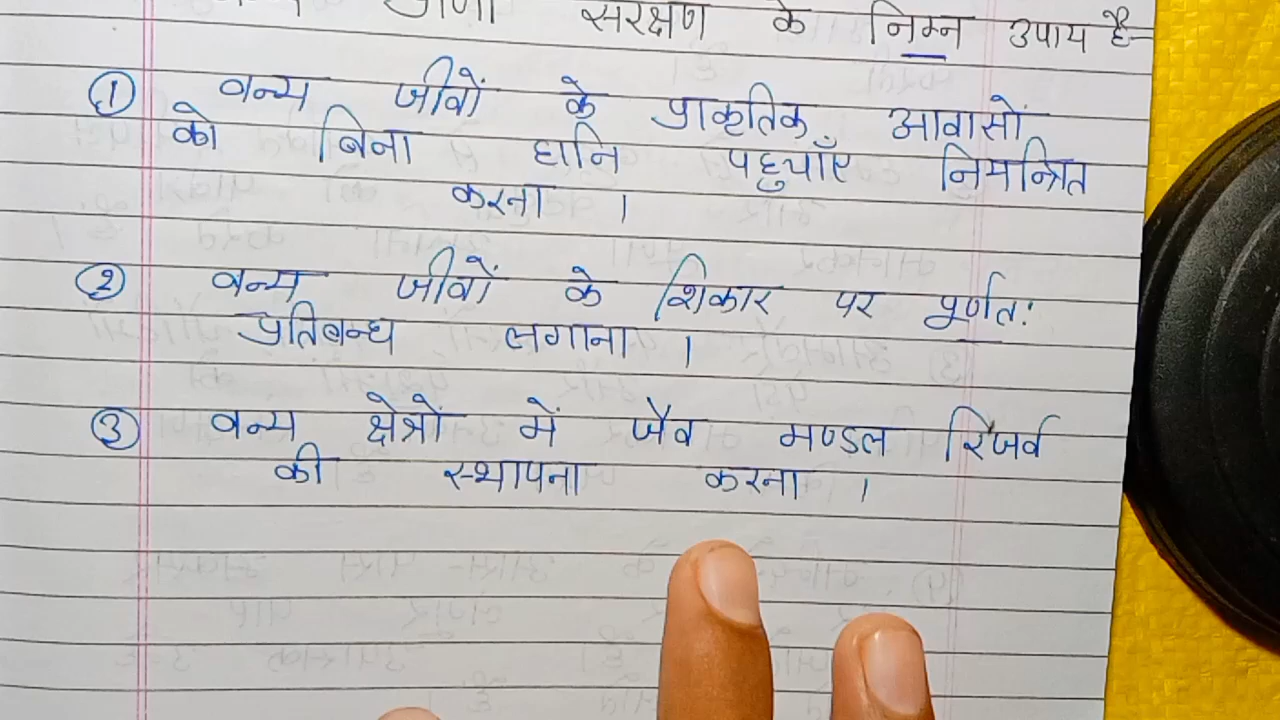 सरक्षण के निम्न उपाय है-
① वन्य जीवों के प्राकृतिक आवासों
को बिना हानि पहुचाएँ नियन्त्रित
करना ।
② वन्य जीवों के शिकार पर पूर्णतः
प्रतिबन्ध लगाना ।
③ वन्य क्षेत्रों में जैव मण्डल रिजर्व
की स्थापना करना ।